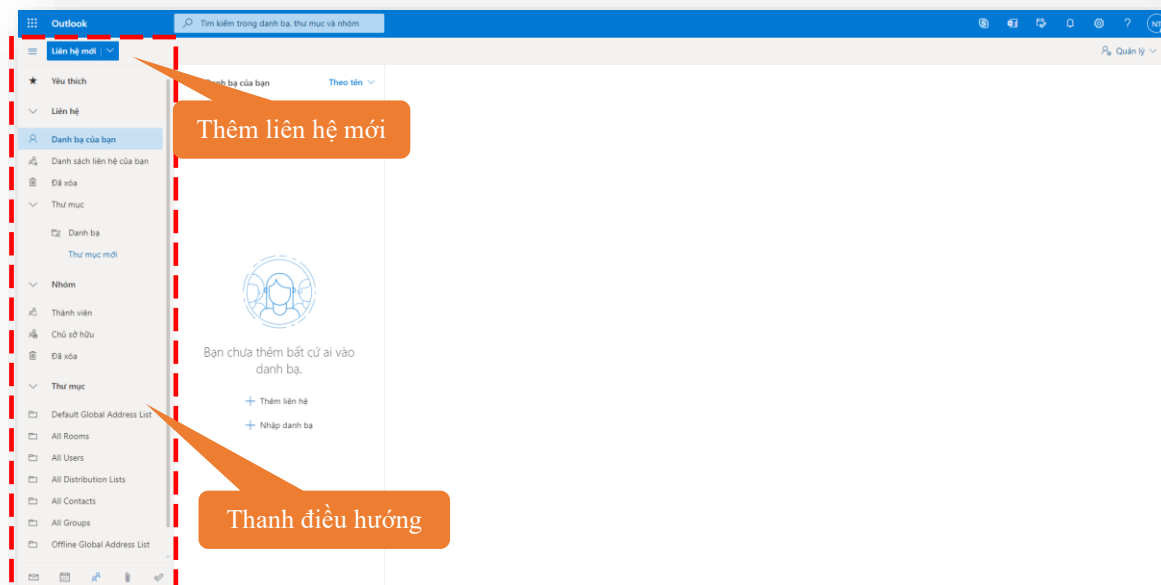 Outlook
Tìm kiếm trong danh bạ, thư mục và nhóm
?
NT
Liên hệ mới
Quản lý
Yêu thích
Liên hệ
Danh bạ của bạn
Danh sách liên hệ của bạn
Đã xóa
Thư mục
Danh bạ
Thư mục mới
Nhóm
Thành viên
Chủ sở hữu
Đã xóa
Thư mục
Default Global Address List
All Rooms
All Users
All Distribution Lists
All Contacts
All Groups
Offline Global Address List
Danh bạ của bạn
Theo tên
Thêm liên hệ mới
Bạn chưa thêm bất cứ ai vào
danh bạ.
+ Thêm liên hệ
+ Nhập danh bạ
Thanh điều hướng